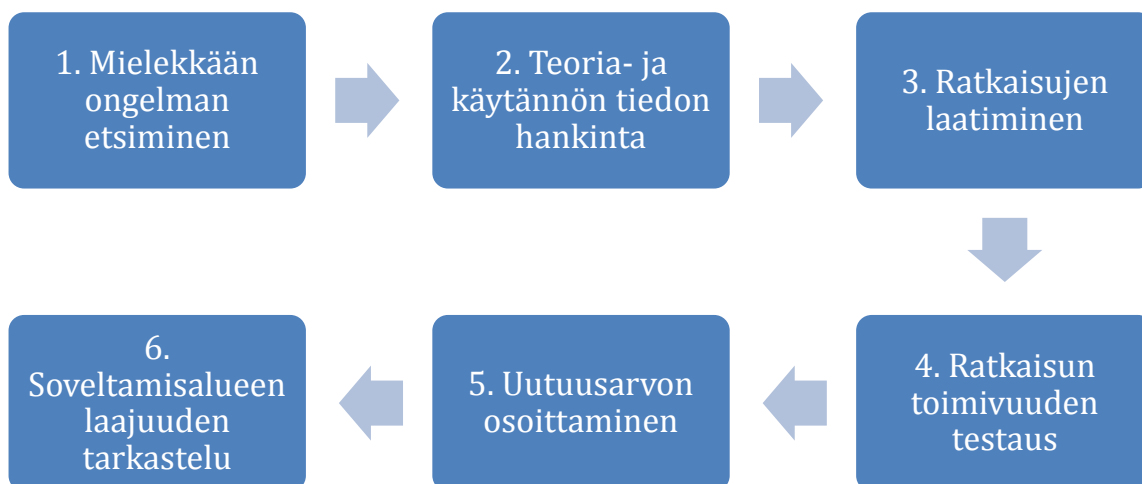 1. Mielekkään
ongelman
etsiminen
2. Teoria- ja
käytännön tiedon
hankinta
3. Ratkaisujen
laatiminen
4. Ratkaisun
toimivuuden
testaus
5. Uutuusarvon
osoittaminen
6.
Soveltamisalueen
laajuuden
tarkastelu